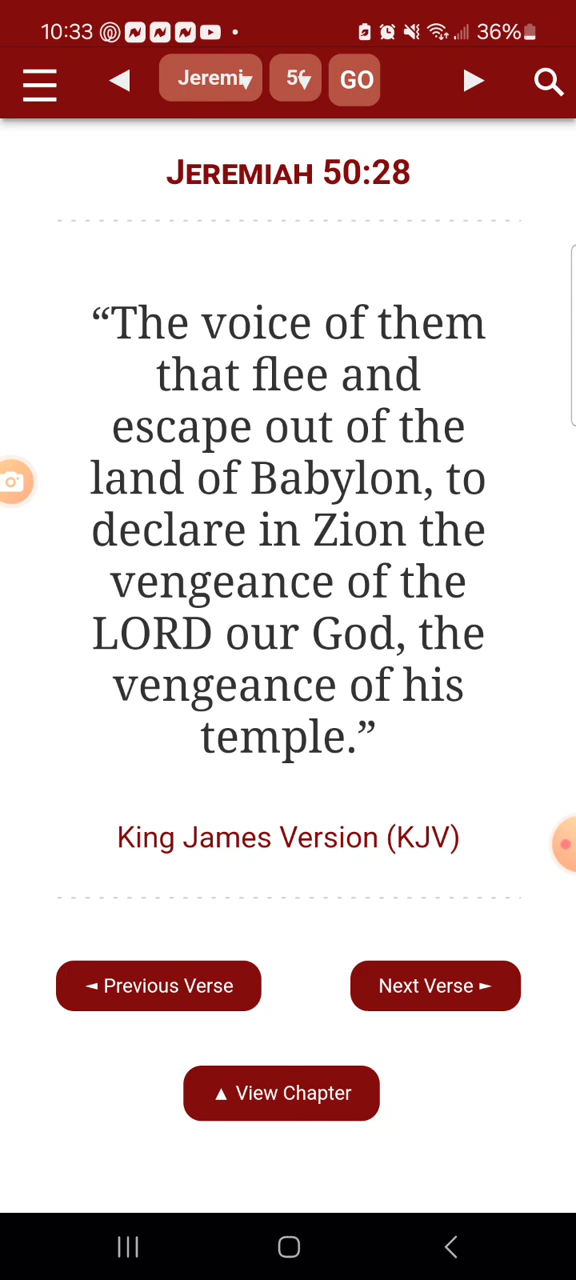 10:33 36%
Jeremi 50 GO
JEREMIAH 50:28
“The voice of them
that flee and
escape out of the
land of Babylon, to
declare in Zion the
vengeance of the
LORD our God, the
vengeance of his
temple.”
King James Version (KJV)
◄ Previous Verse Next Verse ►
▲ View Chapter